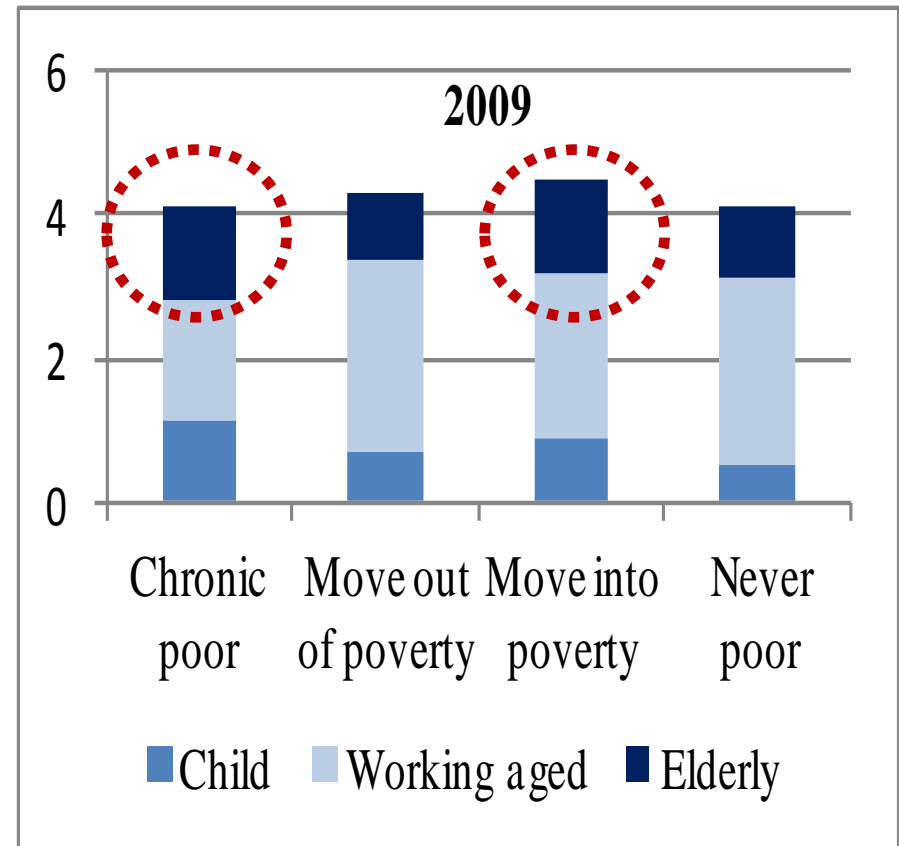 6
2009
4
2
0
Chronic poor
Move out of poverty
Move into poverty
Never poor
Child Working aged Elderly